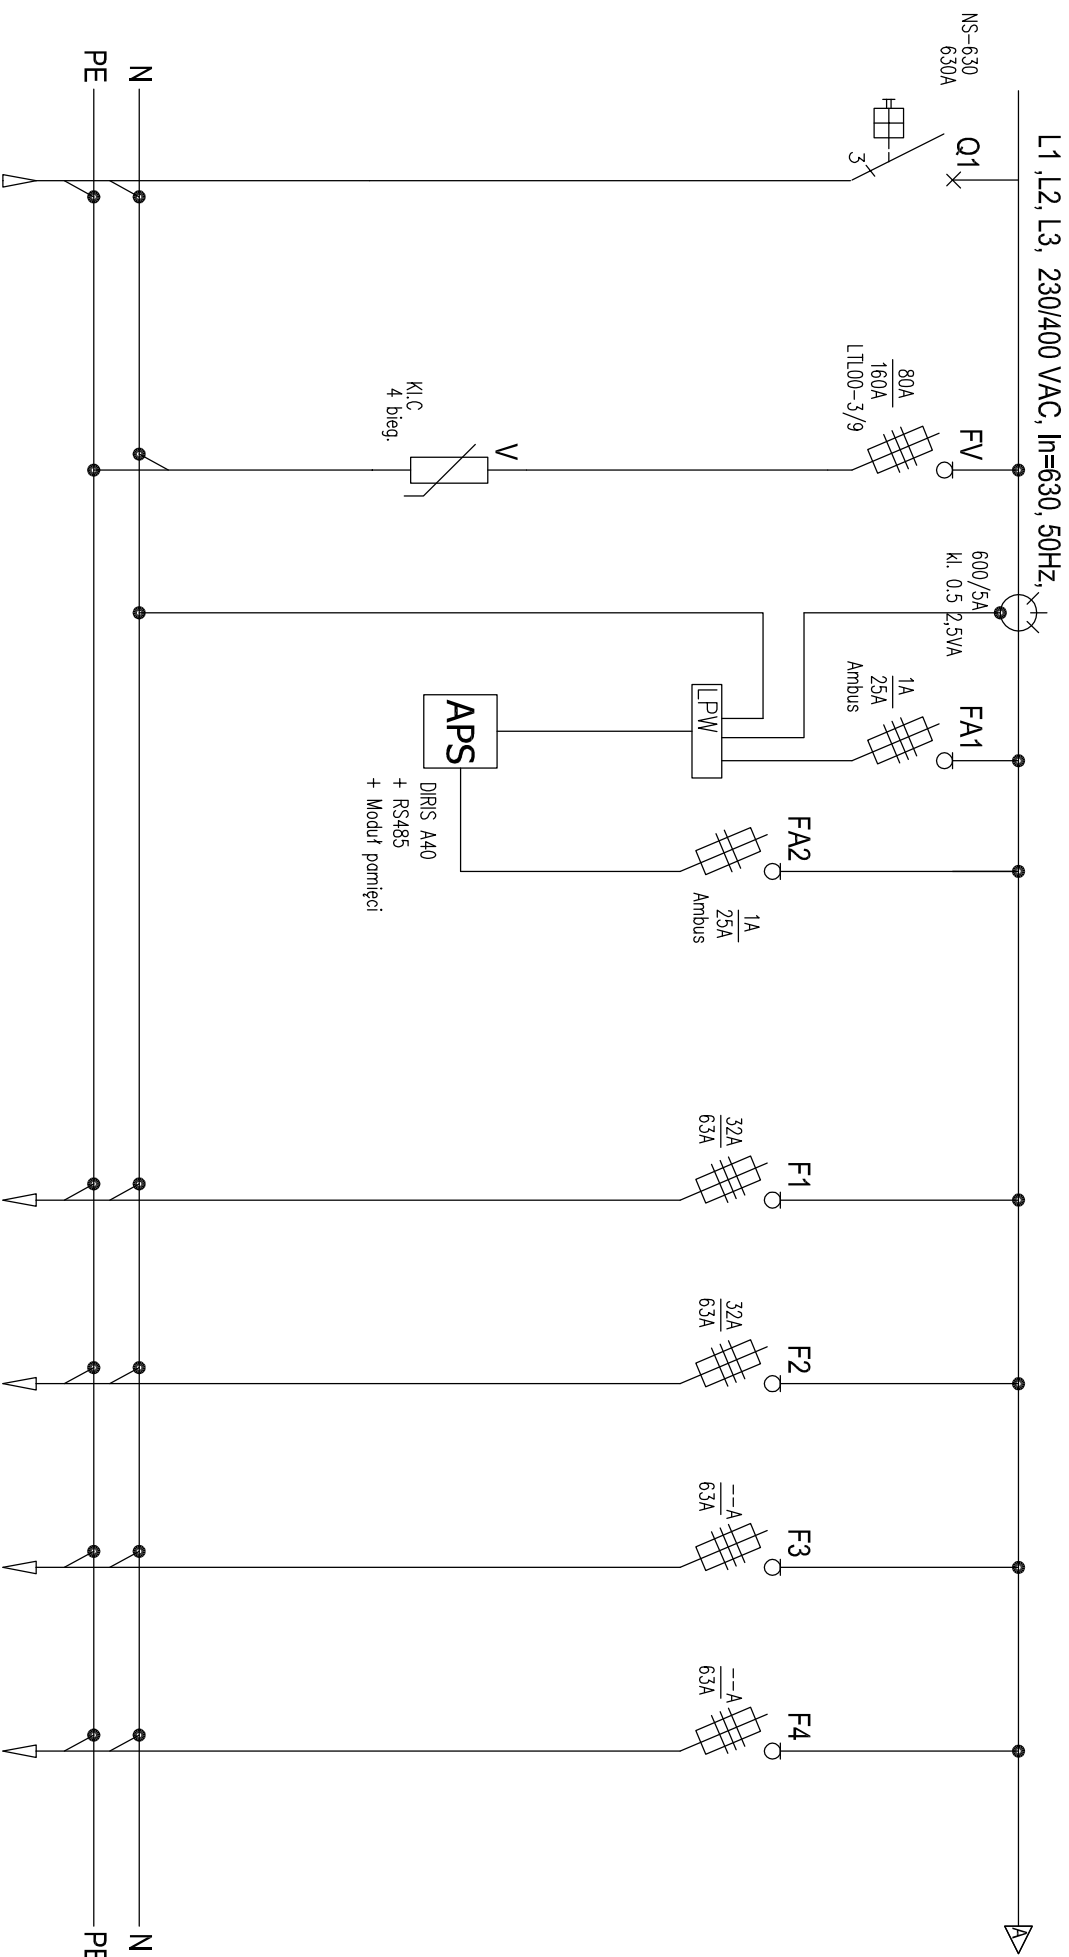 L1 ,L2, L3, 230/400 VAC, In=630, 50Hz,
A
NS-630
630A
Q1
3
FV
80A
160A
LTL00-3/9
V
Kl.C
4 bieg.
600/5A
kl. 0.5 2,5VA
FA1
1A
25A
Ambus
LPW
APS
DIRIS A40
+ RS485
+ Moduł pamięci
FA2
1A
25A
Ambus
F1
32A
63A
F2
32A
63A
F3
--A
63A
F4
--A
63A
N
N
PE
PE